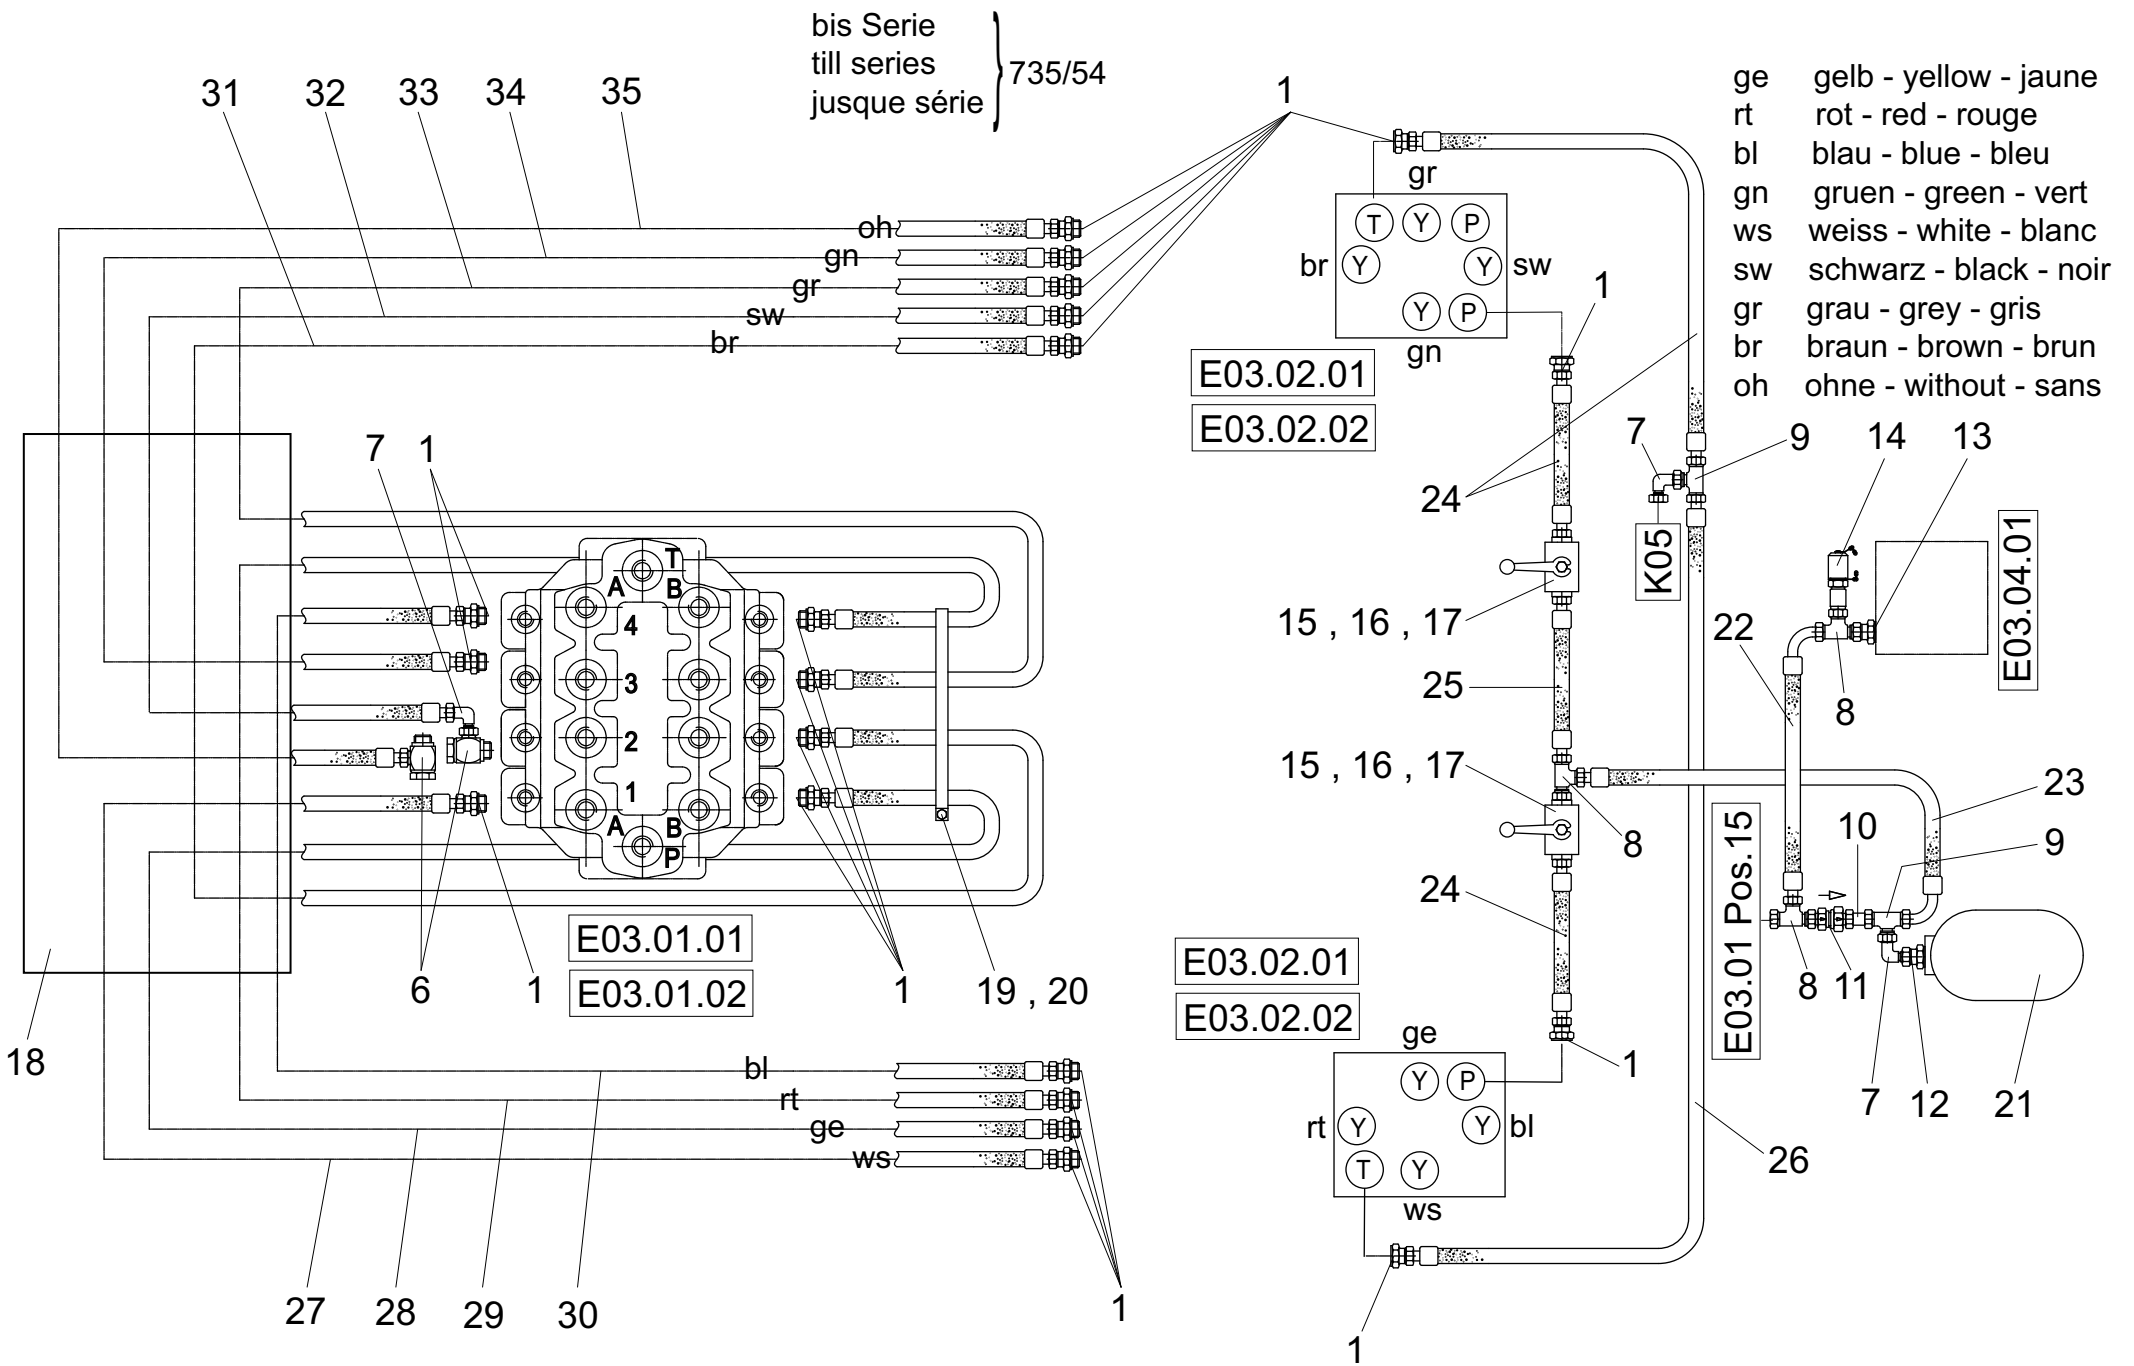 bis Serie
till series
jusque série
735/54
31
32
33
34
35
1
ge gelb - yellow - jaune
rt rot - red - rouge
bl blau - blue - bleu
gn gruen - green - vert
ws weiss - white - blanc
sw schwarz - black - noir
gr grau - grey - gris
br braun - brown - brun
oh ohne - without - sans
oh
gn
gr
sw
br
gr
T Y P
br Y Y sw
Y P
gn
1
E03.02.01
E03.02.02
24
7
9
14
13
K05
E03.04.01
7 1
T
A B
4
3
2
1
A B
P
15 , 16 , 17
22
8
25
15 , 16 , 17
8
23
10
9
24
E03.01 Pos.15
8 11
7 12 21
E03.01.01
E03.01.02
6
1
1
19 , 20
18
E03.02.01
E03.02.02
ge
Y P
rt Y Y bl
T Y
ws
1
26
bl
rt
ge
ws
27
28
29
30
1
1